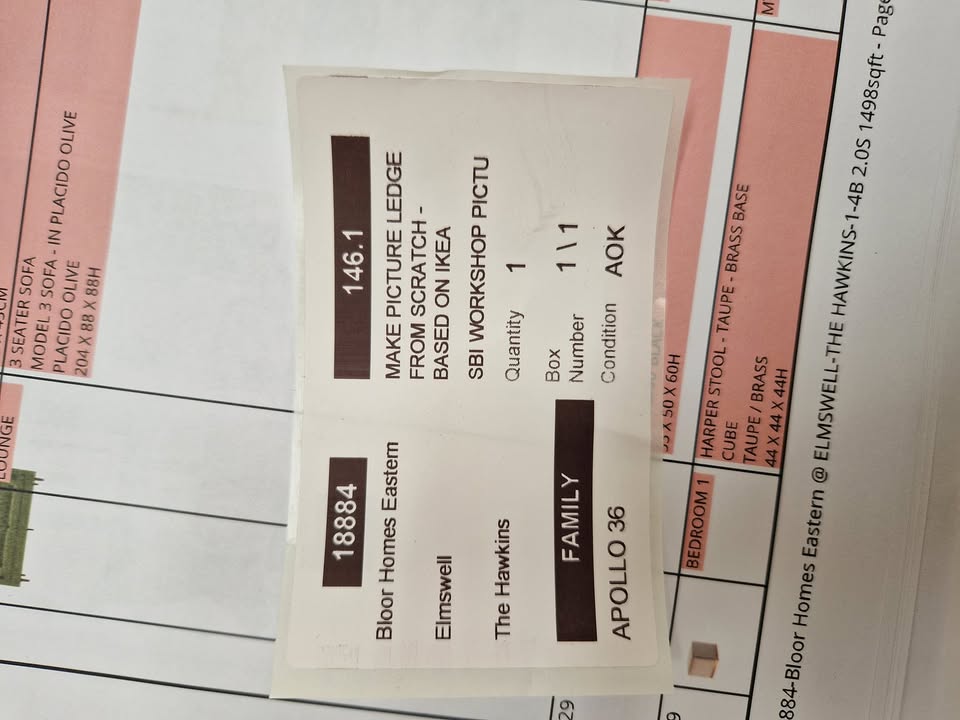 18884
Bloor Homes Eastern
Elmswell
The Hawkins
FAMILY
APOLLO 36
146.1
MAKE PICTURE LEDGE
FROM SCRATCH -
BASED ON IKEA
SBI WORKSHOP PICTU
Quantity 1
Box
Number 1 \ 1
Condition AOK
LOUNGE
3 SEATER SOFA
MODEL 3 SOFA - IN PLACIDO OLIVE
PLACIDO OLIVE
204 X 88 X 88H
X 50 X 60H
29
BEDROOM 1
HARPER STOOL - TAUPE - BRASS BASE
CUBE
TAUPE / BRASS
44 X 44 X 44H
884-Bloor Homes Eastern @ ELMSWELL-THE HAWKINS-1-4B 2.0S 1498sqft - Page